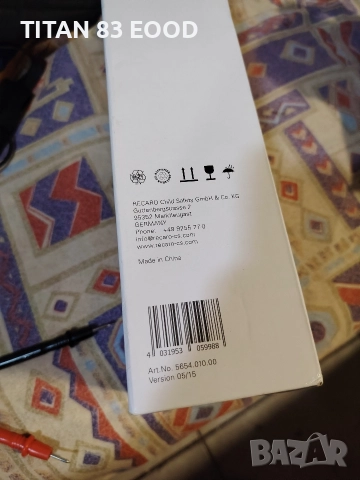 TITAN 83 EOOD
RECARO Child Safety GmbH & Co. KG
Guttenbergstrasse 2
95352 Marktleugast
GERMANY
Phone: +49 9255 77 0
info@recaro-cs.com
www.recaro-cs.com
Made in China
4 031953 059988
Art.No. 5654.010.00
Version 05/15
BAZAR